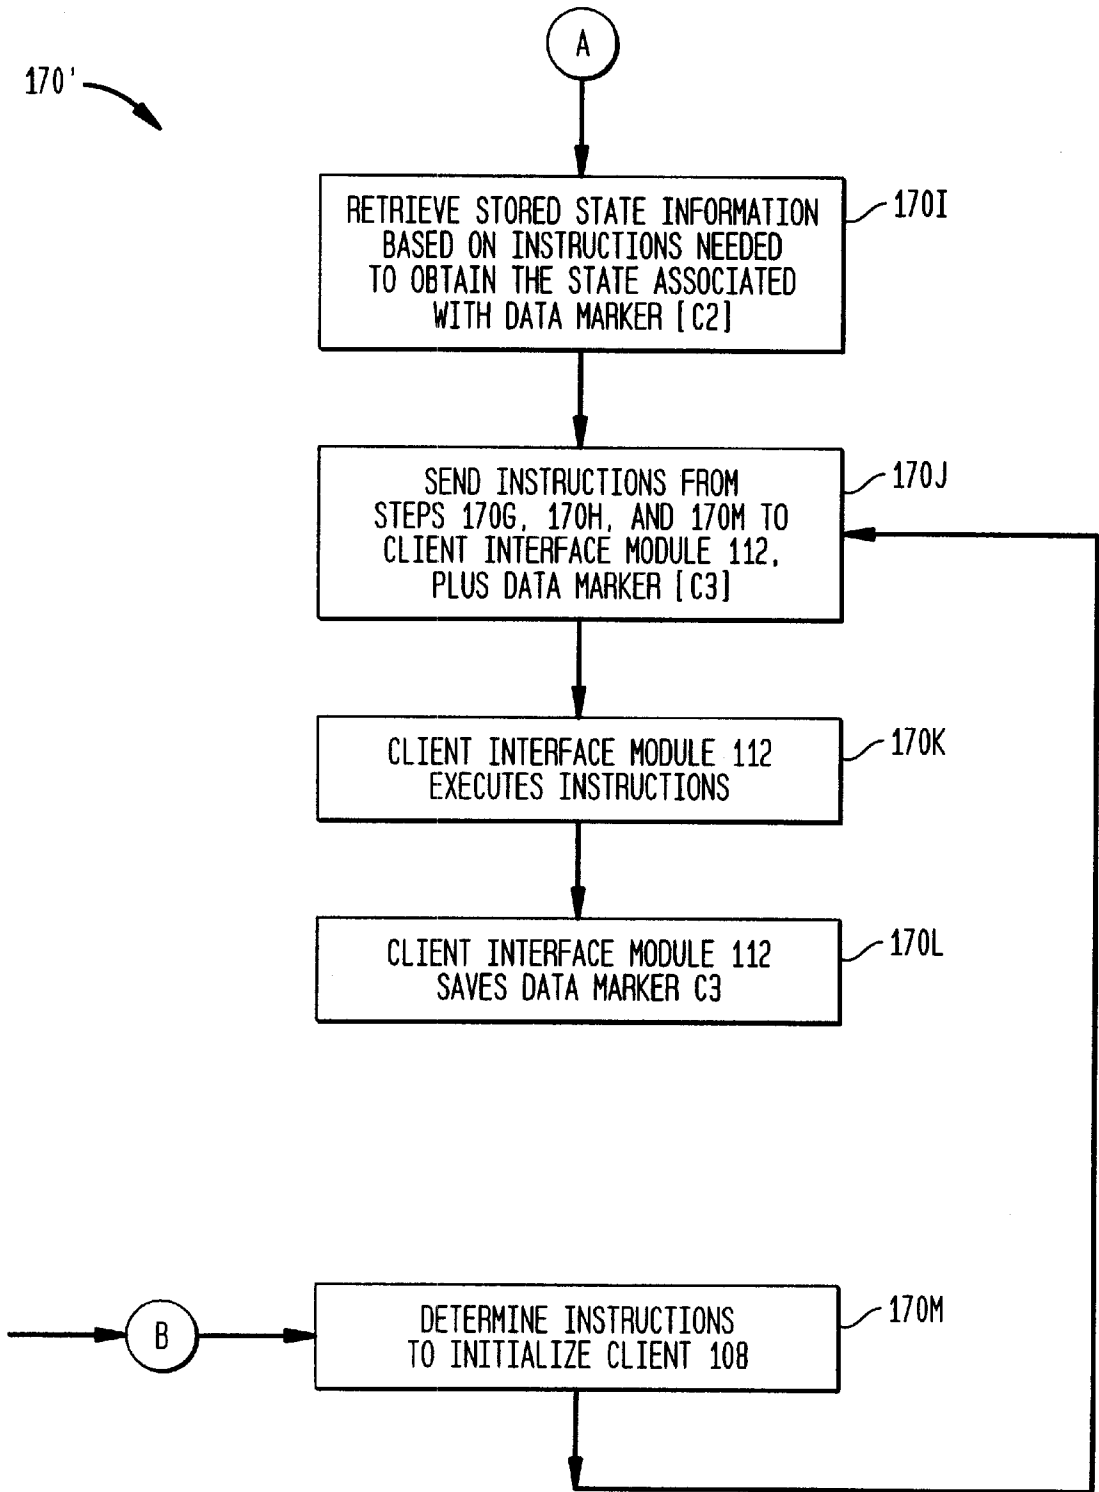 A
170'
RETRIEVE STORED STATE INFORMATION
BASED ON INSTRUCTIONS NEEDED
TO OBTAIN THE STATE ASSOCIATED
WITH DATA MARKER [C2]
170I
SEND INSTRUCTIONS FROM
STEPS 170G, 170H, AND 170M TO
CLIENT INTERFACE MODULE 112,
PLUS DATA MARKER [C3]
170J
CLIENT INTERFACE MODULE 112
EXECUTES INSTRUCTIONS
170K
CLIENT INTERFACE MODULE 112
SAVES DATA MARKER C3
170L
B
DETERMINE INSTRUCTIONS
TO INITIALIZE CLIENT 108
170M